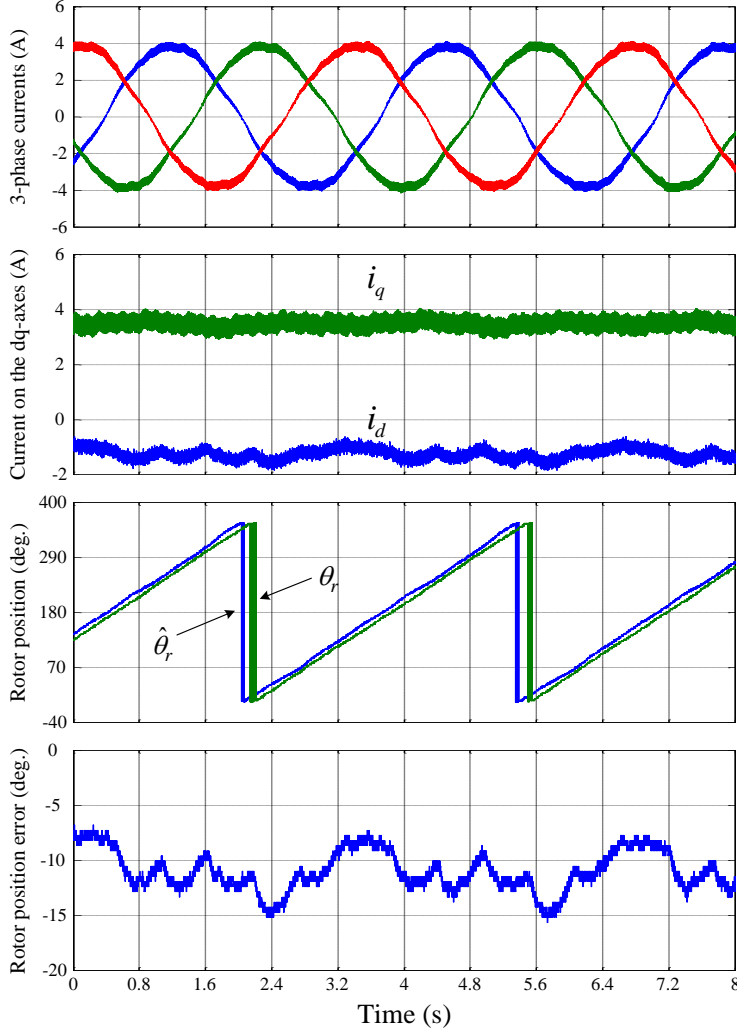 3-phase currents (A)
6
4
2
0
-2
-4
-6
Current on the dq-axes (A)
6
4
2
0
-2
i_q
i_d
Rotor position (deg.)
400
290
180
70
-40
θ_r
θ̂_r
Rotor position error (deg.)
0
-5
-10
-15
-20
0 0.8 1.6 2.4 3.2 4 4.8 5.6 6.4 7.2 8
Time (s)